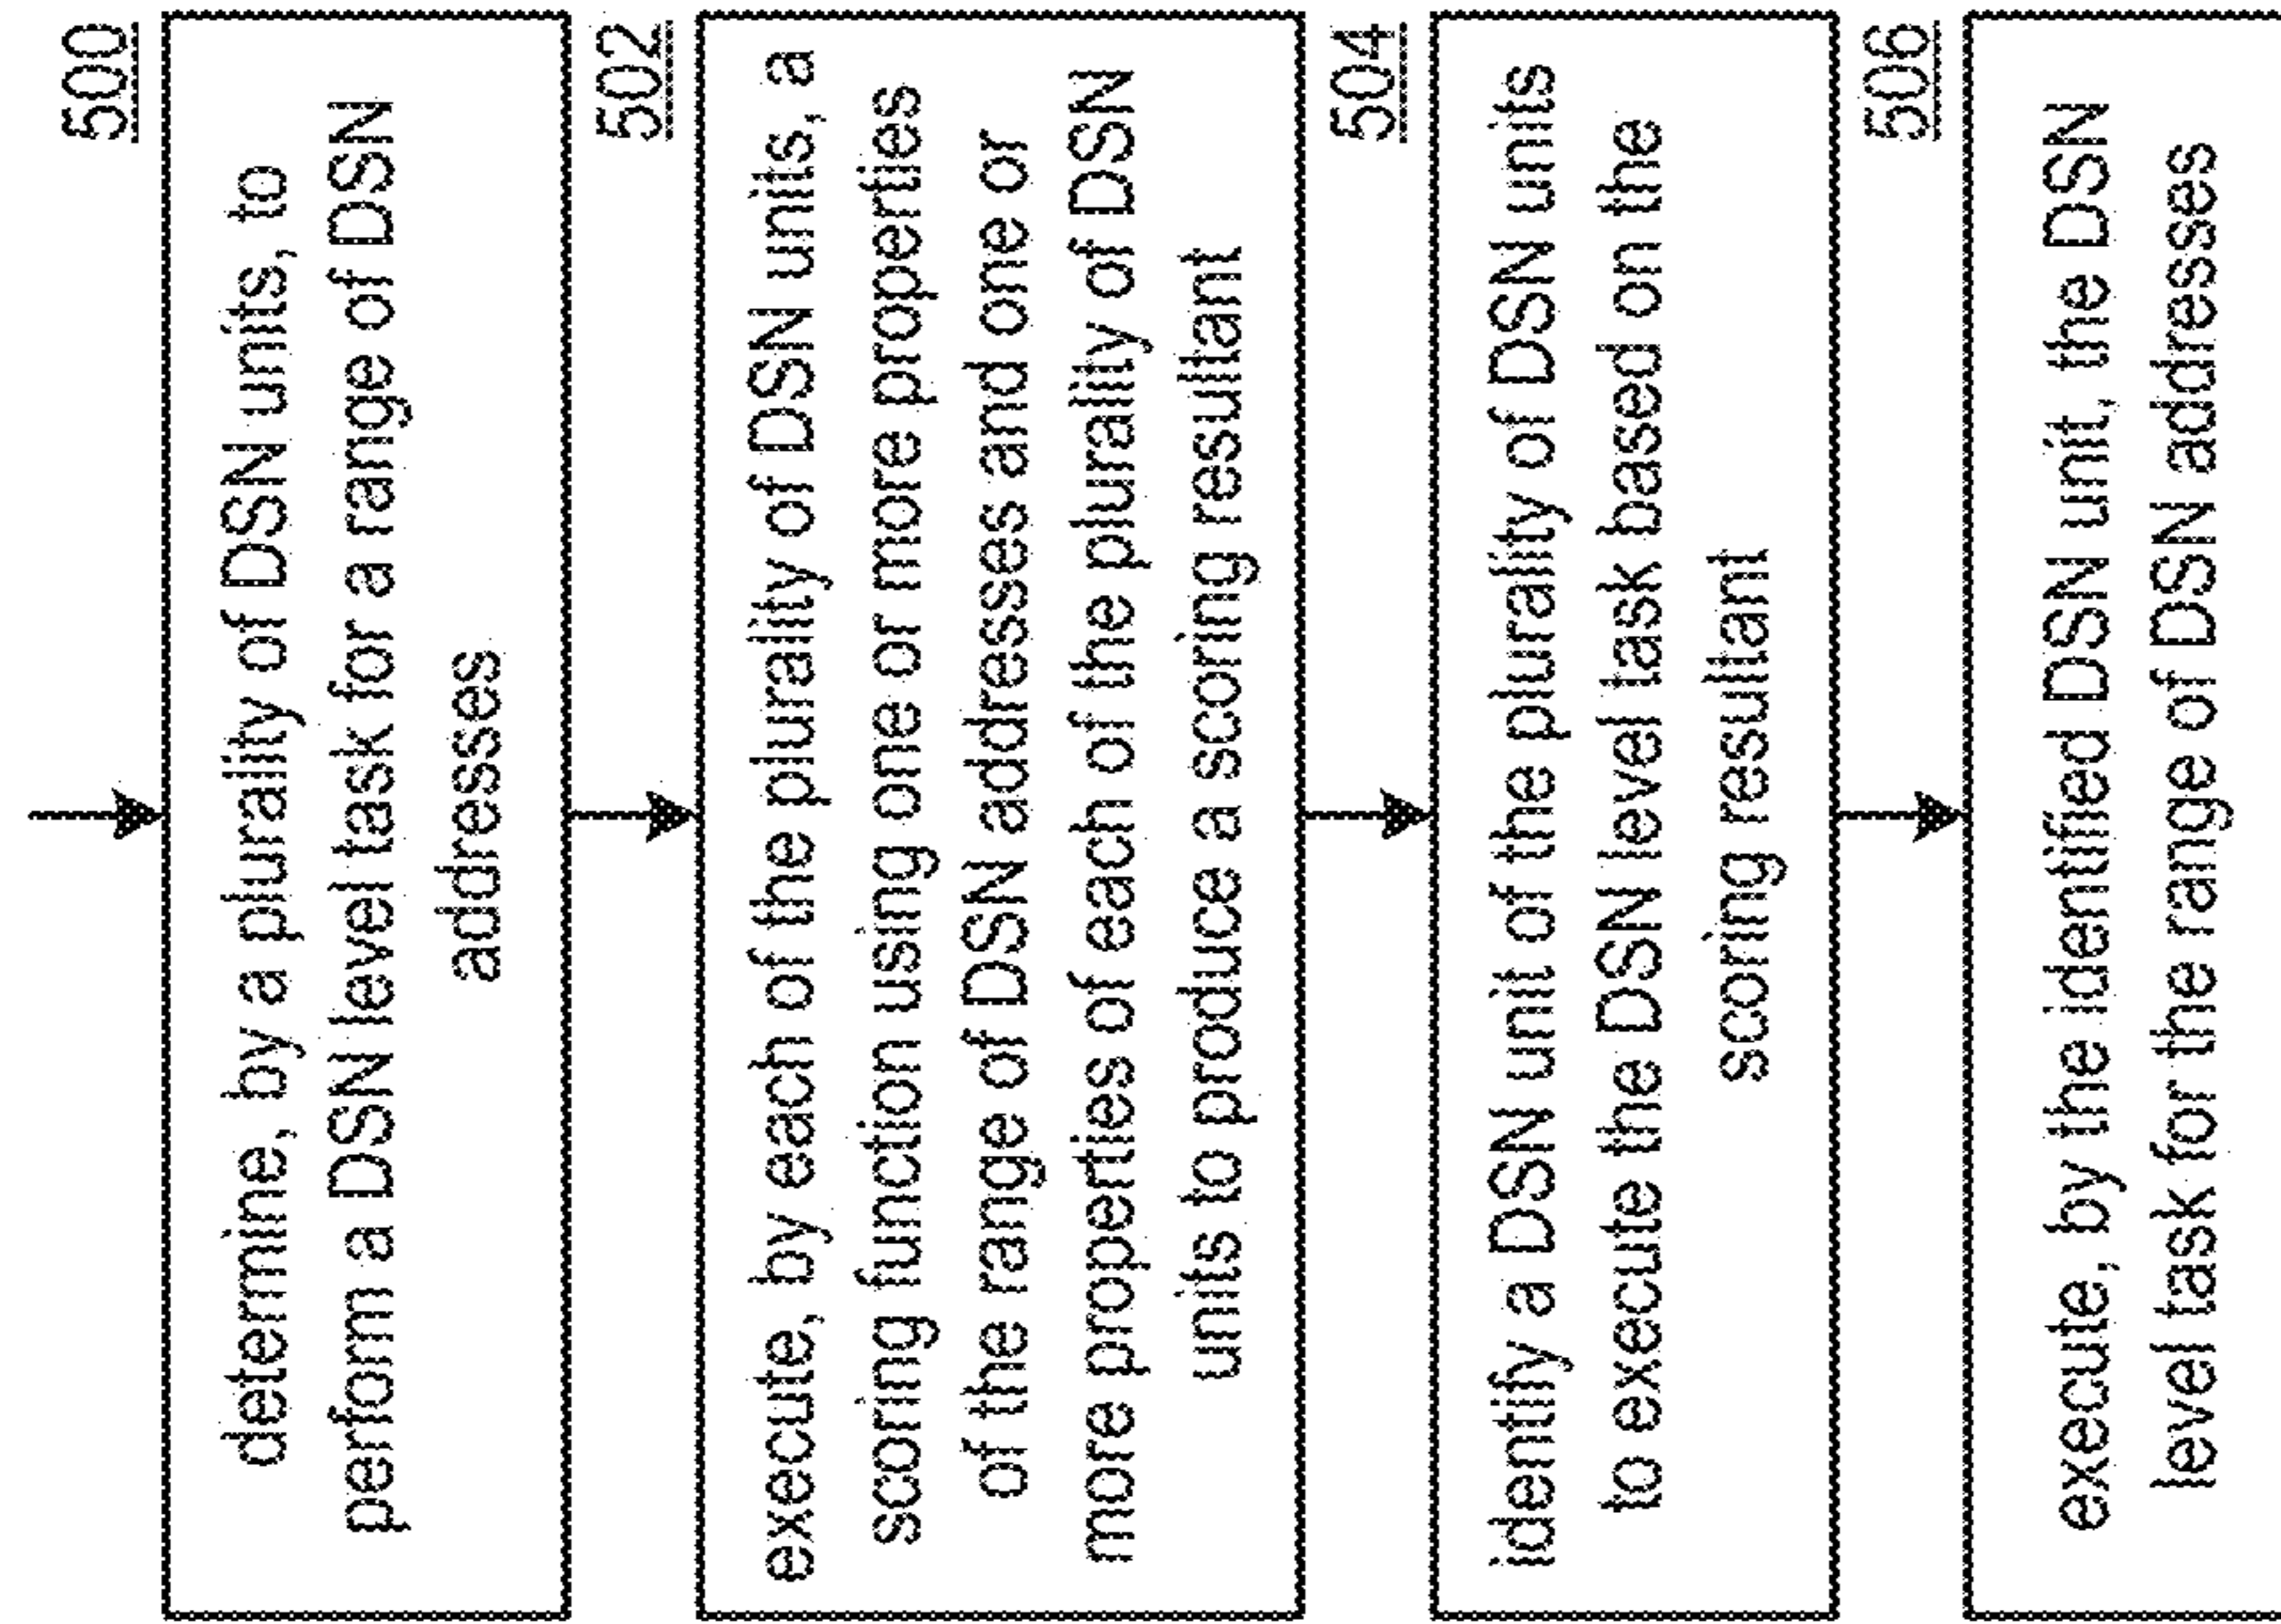 500
determine, by a plurality of DSN units, to
perform a DSN level task for a range of DSN
addresses
502
execute, by each of the plurality of DSN units, a
scoring function using one or more properties
of the range of DSN addresses and one or
more properties of each of the plurality of DSN
units to produce a scoring resultant
504
identify a DSN unit of the plurality of DSN units
to execute the DSN level task based on the
scoring resultant
506
execute, by the identified DSN unit, the DSN
level task for the range of DSN addresses